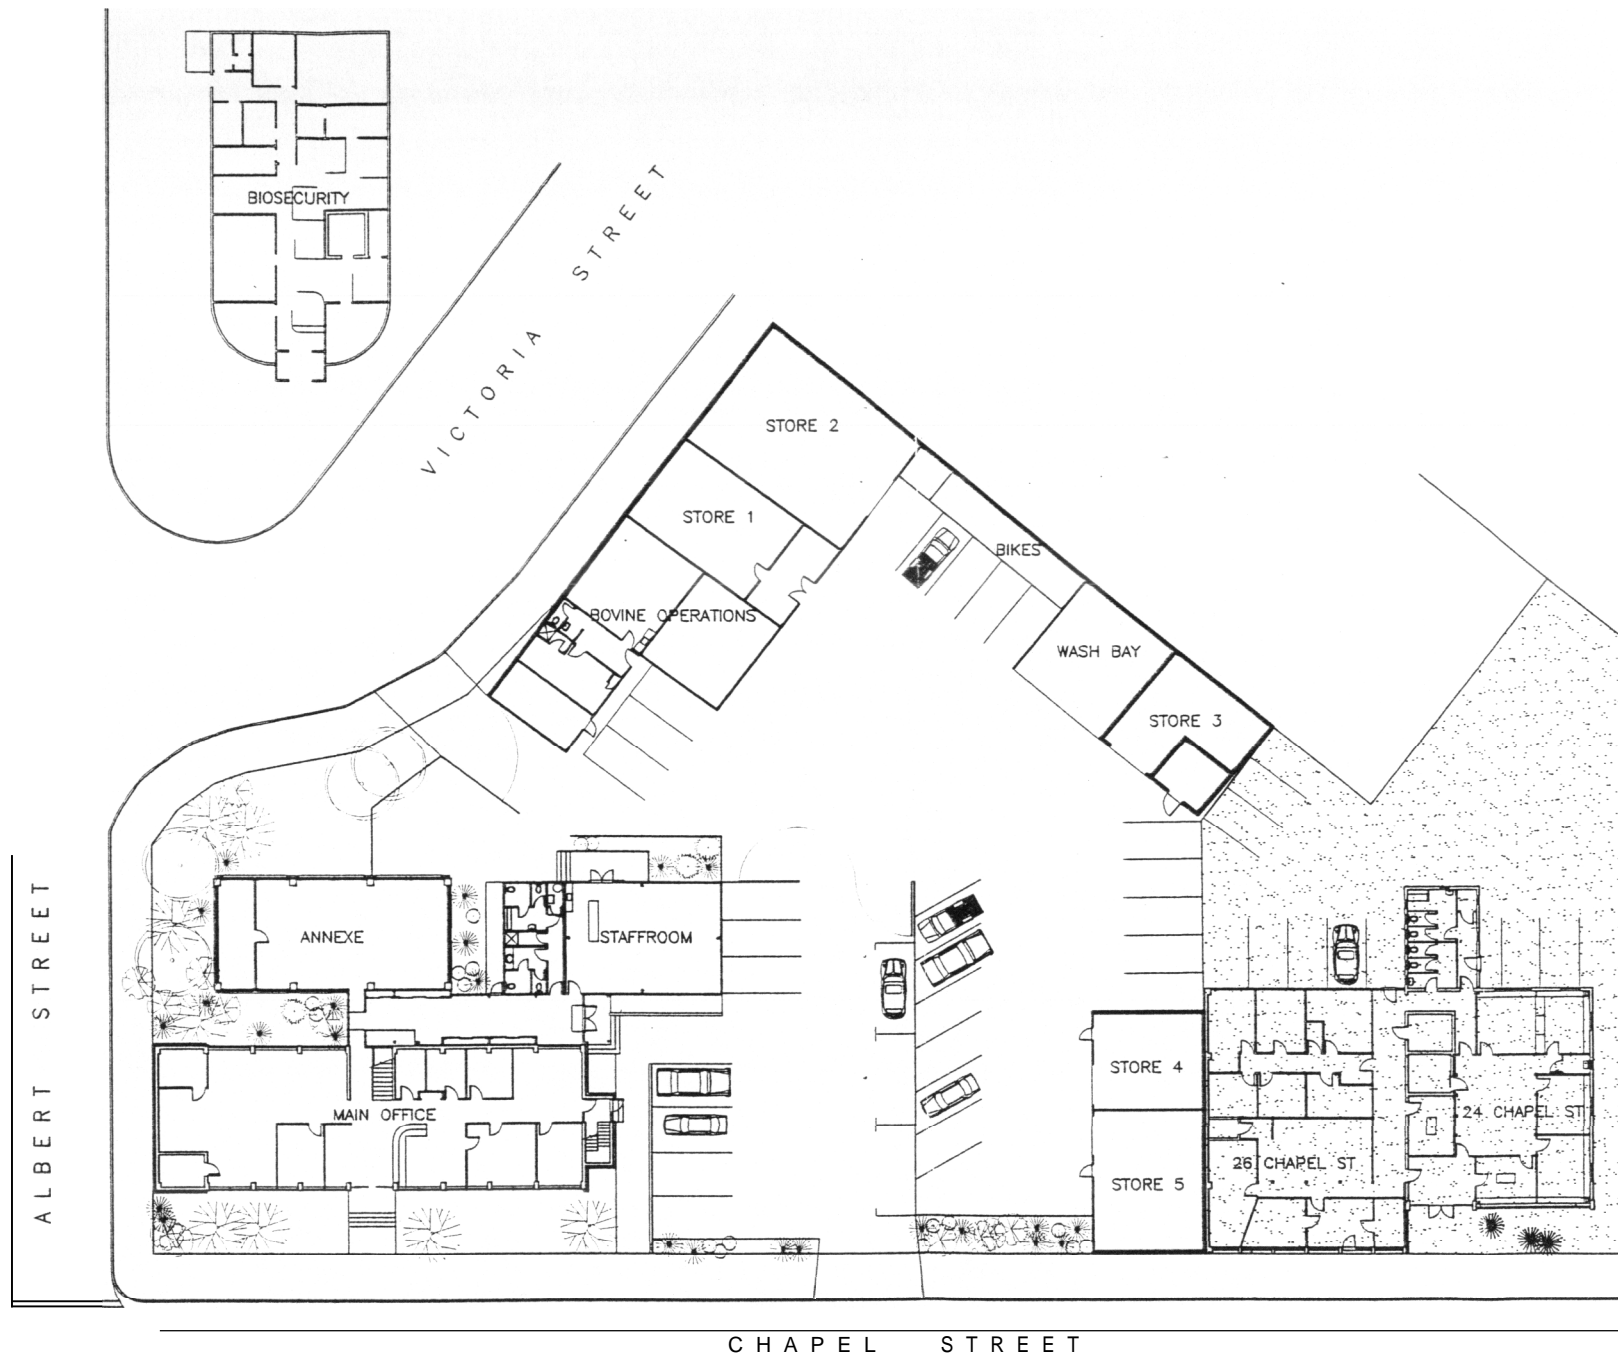 BIOSECURITY
VICTORIA STREET
STORE 2
STORE 1
BIKES
BOVINE OPERATIONS
WASH BAY
STORE 3
ANNEXE
STAFFROOM
STORE 4
MAIN OFFICE
24 CHAPEL ST
26 CHAPEL ST
STORE 5
ALBERT STREET
CHAPEL STREET